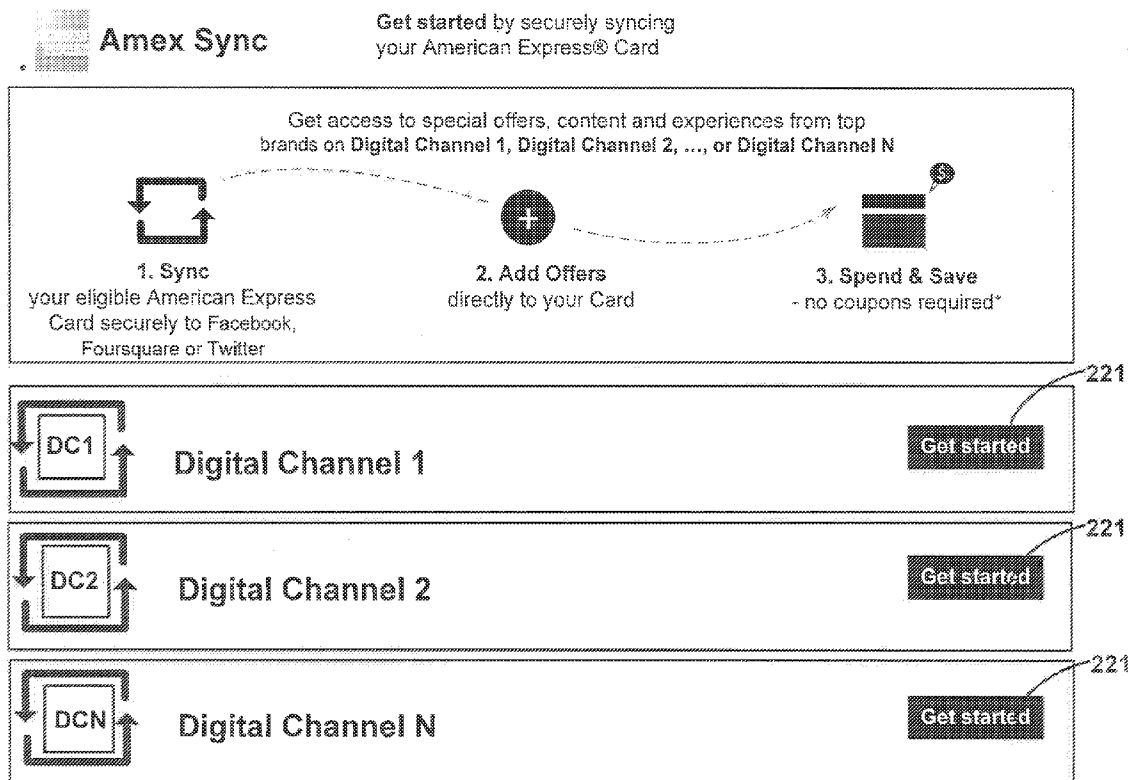 Amex Sync
Get started by securely syncing
your American Express® Card
Get access to special offers, content and experiences from top
brands on Digital Channel 1, Digital Channel 2, ..., or Digital Channel N
$
+
1. Sync
your eligible American Express
Card securely to Facebook,
Foursquare or Twitter
2. Add Offers
directly to your Card
3. Spend & Save
- no coupons required*
221
DC1
Digital Channel 1
Get started
221
DC2
Digital Channel 2
Get started
221
DCN
Digital Channel N
Get started